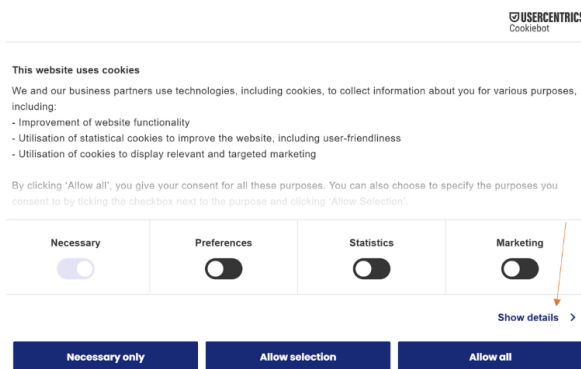 USERCENTRICS
Cookiebot
This website uses cookies
We and our business partners use technologies, including cookies, to collect information about you for various purposes,
including:
- Improvement of website functionality
- Utilisation of statistical cookies to improve the website, including user-friendliness
- Utilisation of cookies to display relevant and targeted marketing
By clicking ‘Allow all’, you give your consent for all these purposes. You can also choose to specify the purposes you
consent to by ticking the checkbox next to the purpose and clicking ‘Allow Selection’.
Necessary Preferences Statistics Marketing
Show details
Necessary only Allow selection Allow all